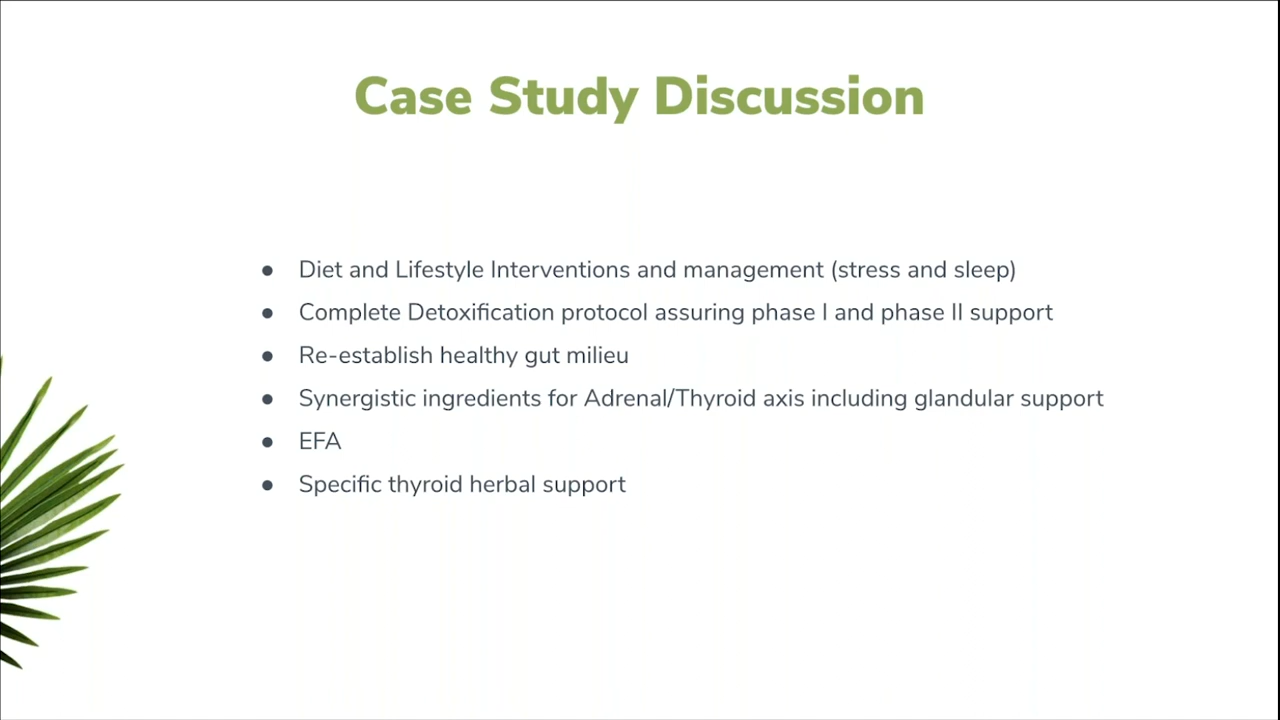 Case Study Discussion
● Diet and Lifestyle Interventions and management (stress and sleep)
● Complete Detoxification protocol assuring phase I and phase II support
● Re-establish healthy gut milieu
● Synergistic ingredients for Adrenal/Thyroid axis including glandular support
● EFA
● Specific thyroid herbal support